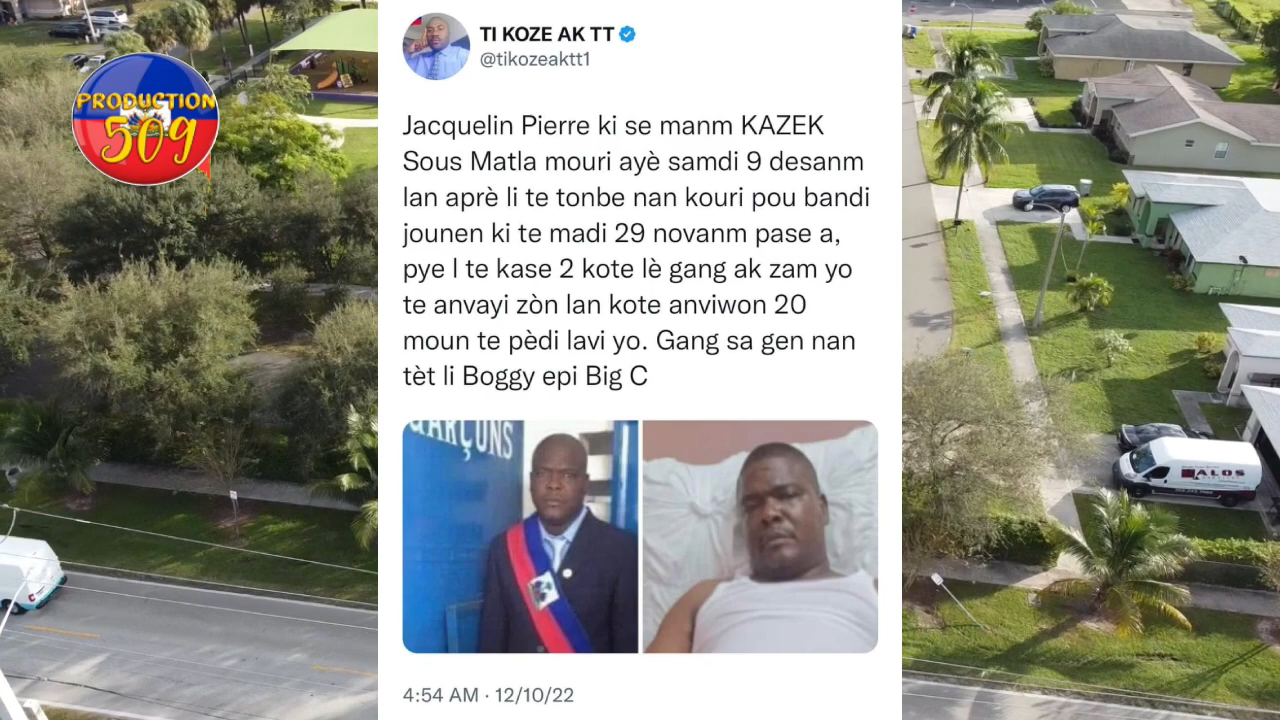 PRODUCTION
509
TI KOZE AK TT
@tikozeaktt1
Jacquelin Pierre ki se manm KAZEK
Sous Matla mouri ayè samdi 9 desanm
lan aprè li te tonbe nan kouri pou bandi
jounen ki te madi 29 novanm pase a,
pye l te kase 2 kote lè gang ak zam yo
te anvayi zòn lan kote anviwon 20
moun te pèdi lavi yo. Gang sa gen nan
tèt li Boggy epi Big C
GARÇONS
4:54 AM · 12/10/22